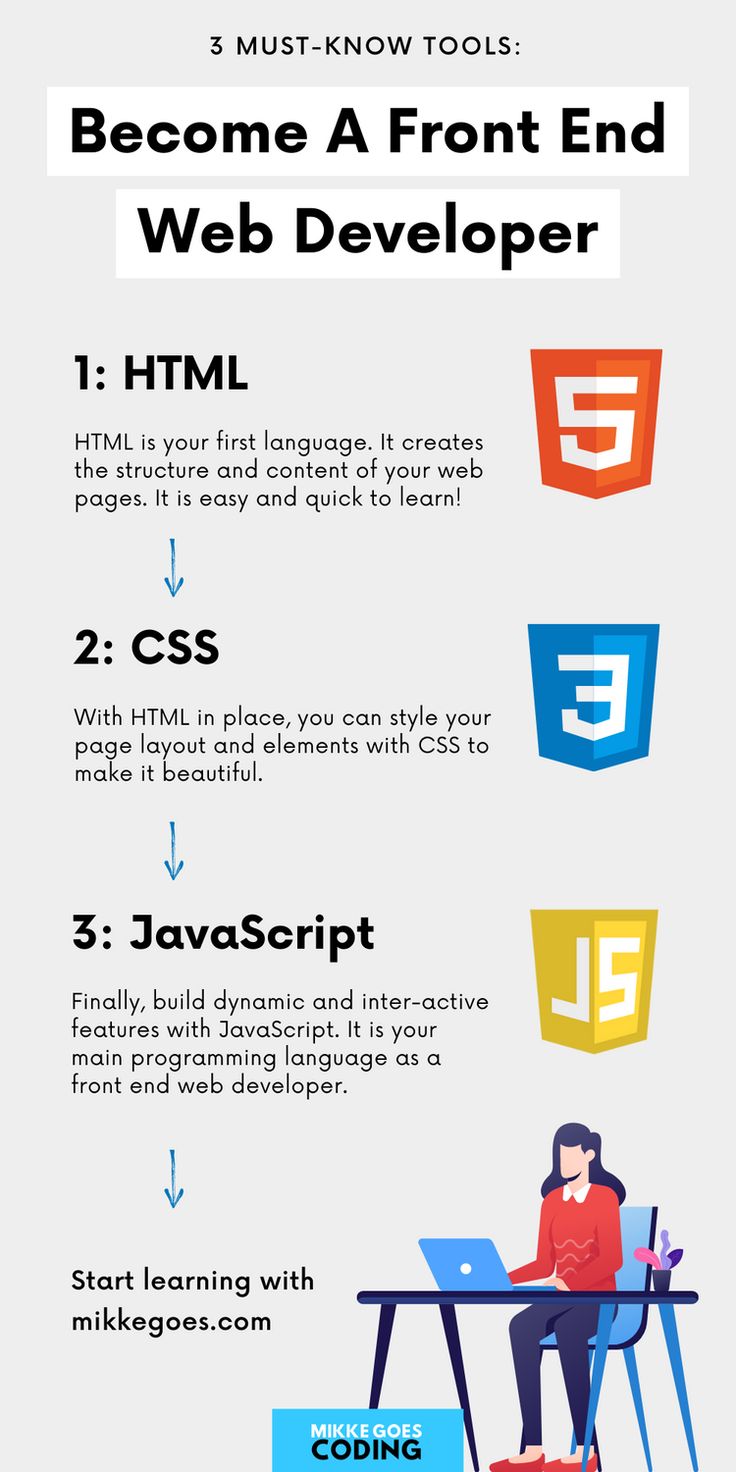 3 MUST-KNOW TOOLS:
Become A Front End
Web Developer
1: HTML
5
HTML is your first language. It creates
the structure and content of your web
pages. It is easy and quick to learn!
2: CSS
3
With HTML in place, you can style your
page layout and elements with CSS to
make it beautiful.
3: JavaScript
JS
Finally, build dynamic and inter-active
features with JavaScript. It is your
main programming language as a
front end web developer.
Start learning with
mikkegoes.com
MIKKE GOES
CODING